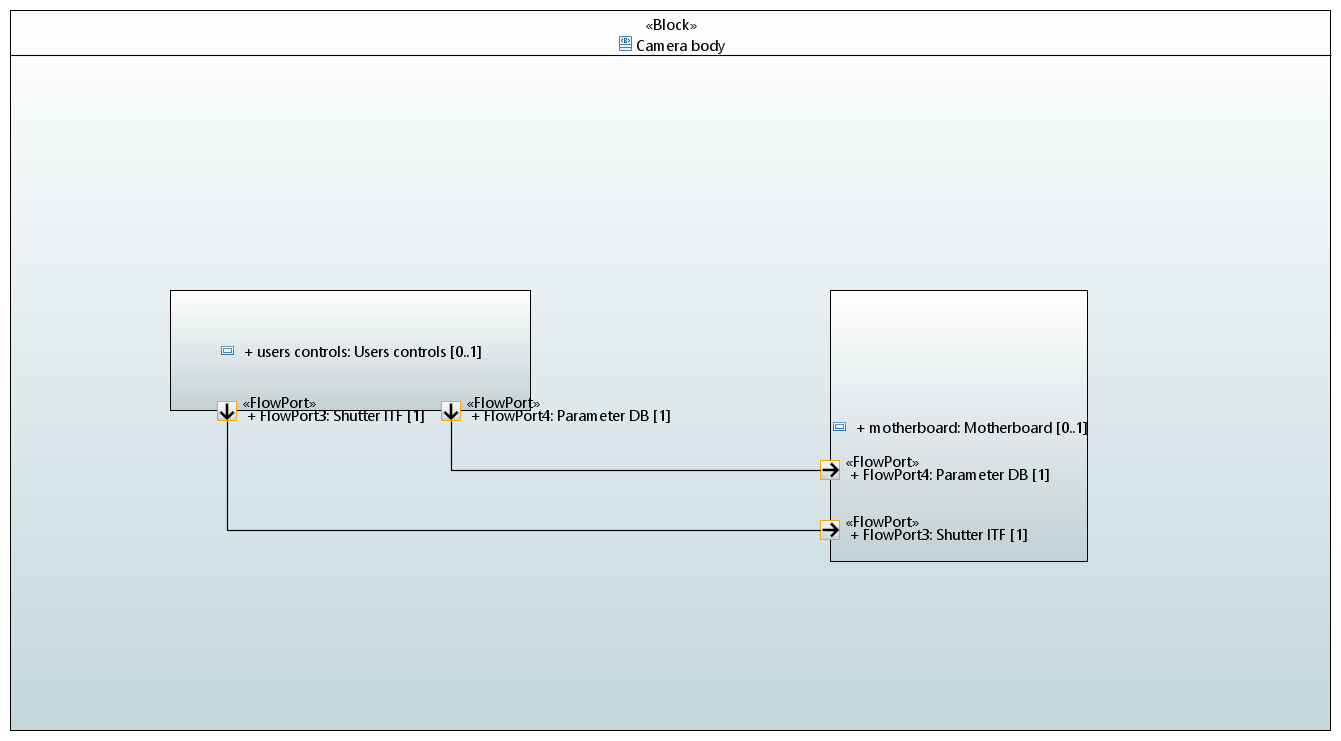 «Block»
Camera body
+ users controls: Users controls [0..1]
«FlowPort»
+ FlowPort3: Shutter ITF [1]
«FlowPort»
+ FlowPort4: Parameter DB [1]
+ motherboard: Motherboard [0..1]
«FlowPort»
+ FlowPort4: Parameter DB [1]
«FlowPort»
+ FlowPort3: Shutter ITF [1]